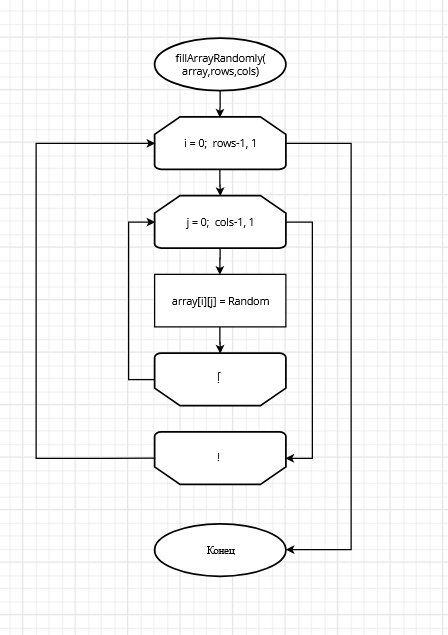 fillArrayRandomly(
array,rows,cols)
i = 0;  rows-1, 1
j = 0;  cols-1, 1
array[i][j] = Random
!
Конец